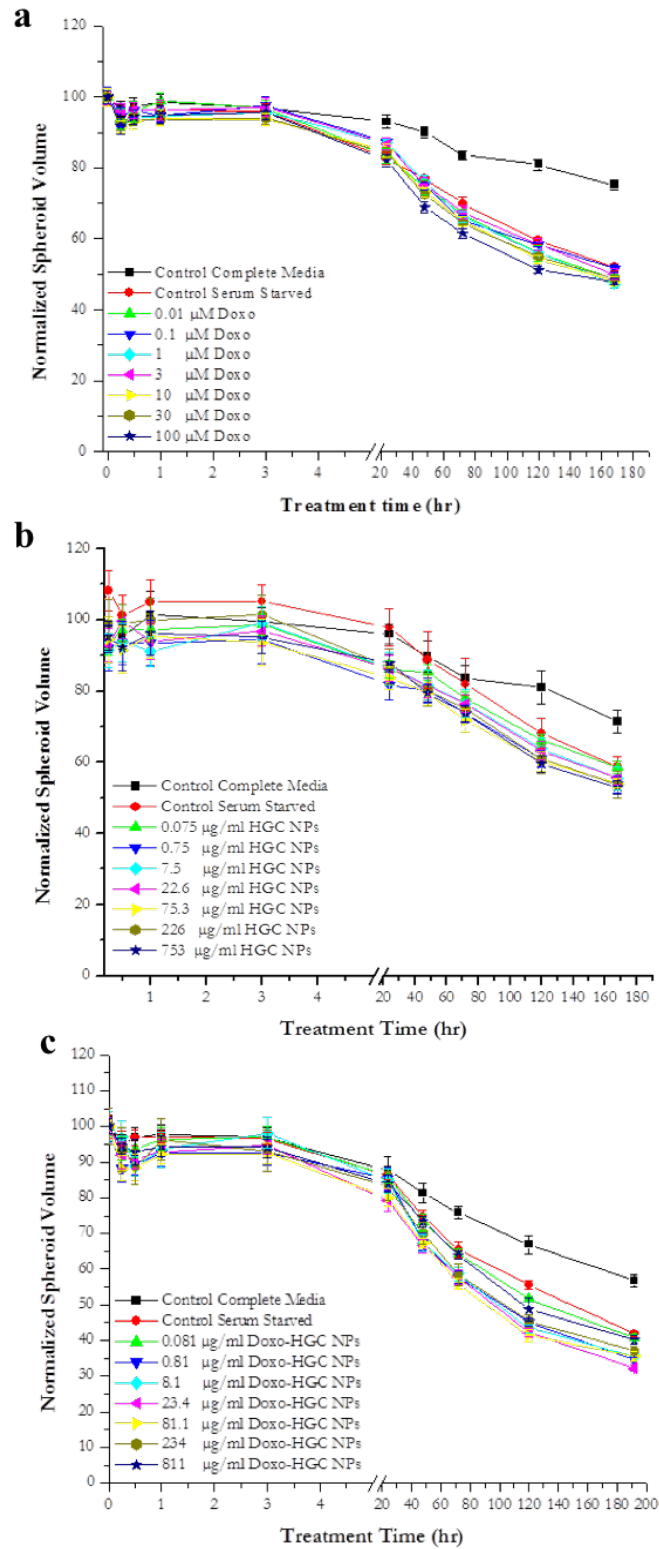 a
120
100
80
60
40
20
0
Normalized Spheroid Volume
Control Complete Media
Control Serum Starved
0.01 µM Doxo
0.1 µM Doxo
1 µM Doxo
3 µM Doxo
10 µM Doxo
30 µM Doxo
100 µM Doxo
0 1 2 3 4 20 40 60 80 100 120 140 160 180
Treatment time (hr)
b
120
100
80
60
40
20
0
Normalized Spheroid Volume
Control Complete Media
Control Serum Starved
0.075 µg/ml HGC NPs
0.75 µg/ml HGC NPs
7.5 µg/ml HGC NPs
22.6 µg/ml HGC NPs
75.3 µg/ml HGC NPs
226 µg/ml HGC NPs
753 µg/ml HGC NPs
1 2 3 4 20 40 60 80 100 120 140 160 180
Treatment Time (hr)
c
120
110
100
90
80
70
60
50
40
30
20
10
0
Normalized Spheroid Volume
Control Complete Media
Control Serum Starved
0.081 µg/ml Doxo-HGC NPs
0.81 µg/ml Doxo-HGC NPs
8.1 µg/ml Doxo-HGC NPs
23.4 µg/ml Doxo-HGC NPs
81.1 µg/ml Doxo-HGC NPs
234 µg/ml Doxo-HGC NPs
811 µg/ml Doxo-HGC NPs
0 1 2 3 4 20 40 60 80 100 120 140 160 180 200
Treatment Time (hr)